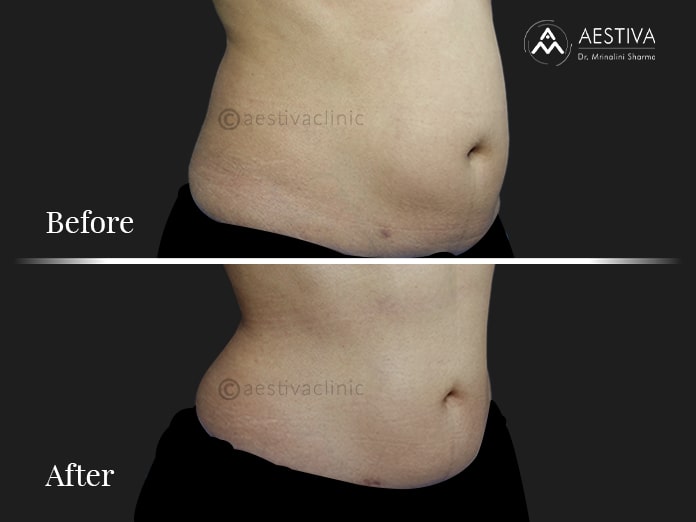 AESTIVA
Dr. Mrinalini Sharma
©aestivaclinic
Before
©aestivaclinic
After